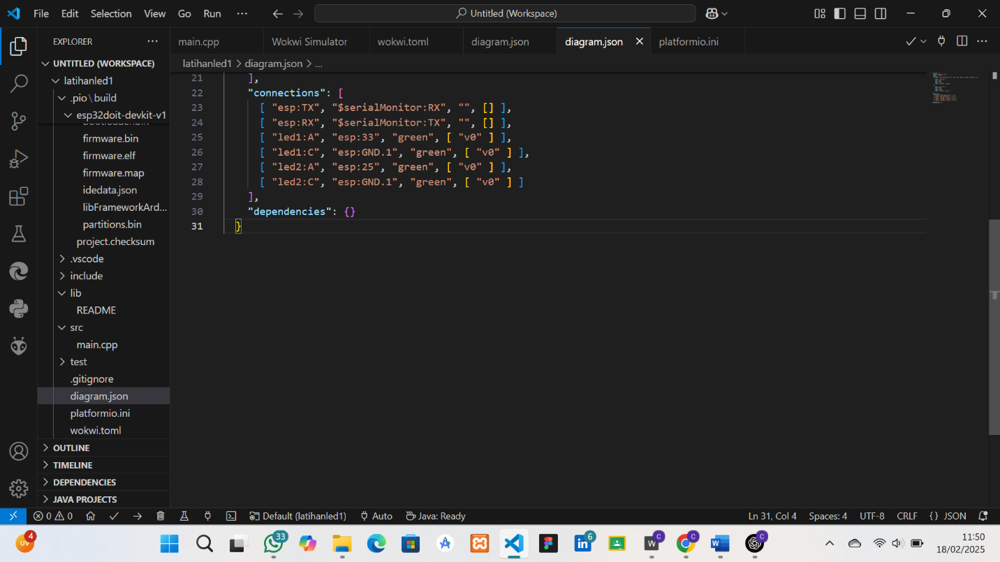 File Edit Selection View Go Run ··· Untitled (Workspace)
EXPLORER ···
main.cpp Wokwi Simulator wokwi.toml diagram.json diagram.json platformio.ini
UNTITLED (WORKSPACE)
latihanled1
.pio\build
esp32doit-devkit-v1
bootloader.bin
firmware.bin
firmware.elf
firmware.map
idedata.json
libFrameworkArd...
partitions.bin
project.checksum
.vscode
include
lib
README
src
main.cpp
test
.gitignore
diagram.json
platformio.ini
wokwi.toml
OUTLINE
TIMELINE
DEPENDENCIES
JAVA PROJECTS
latihanled1 > diagram.json > ...
21 ],
22 "connections": [
23 [ "esp:TX", "$serialMonitor:RX", "", [] ],
24 [ "esp:RX", "$serialMonitor:TX", "", [] ],
25 [ "led1:A", "esp:33", "green", [ "v0" ] ],
26 [ "led1:C", "esp:GND.1", "green", [ "v0" ] ],
27 [ "led2:A", "esp:25", "green", [ "v0" ] ],
28 [ "led2:C", "esp:GND.1", "green", [ "v0" ] ]
29 ],
30 "dependencies": {}
31 }
0 0 Default (latihanled1) Auto Java: Ready Ln 31, Col 4 Spaces: 4 UTF-8 CRLF {} JSON
UV 4 33 in 6 W C C W C
11:50
18/02/2025